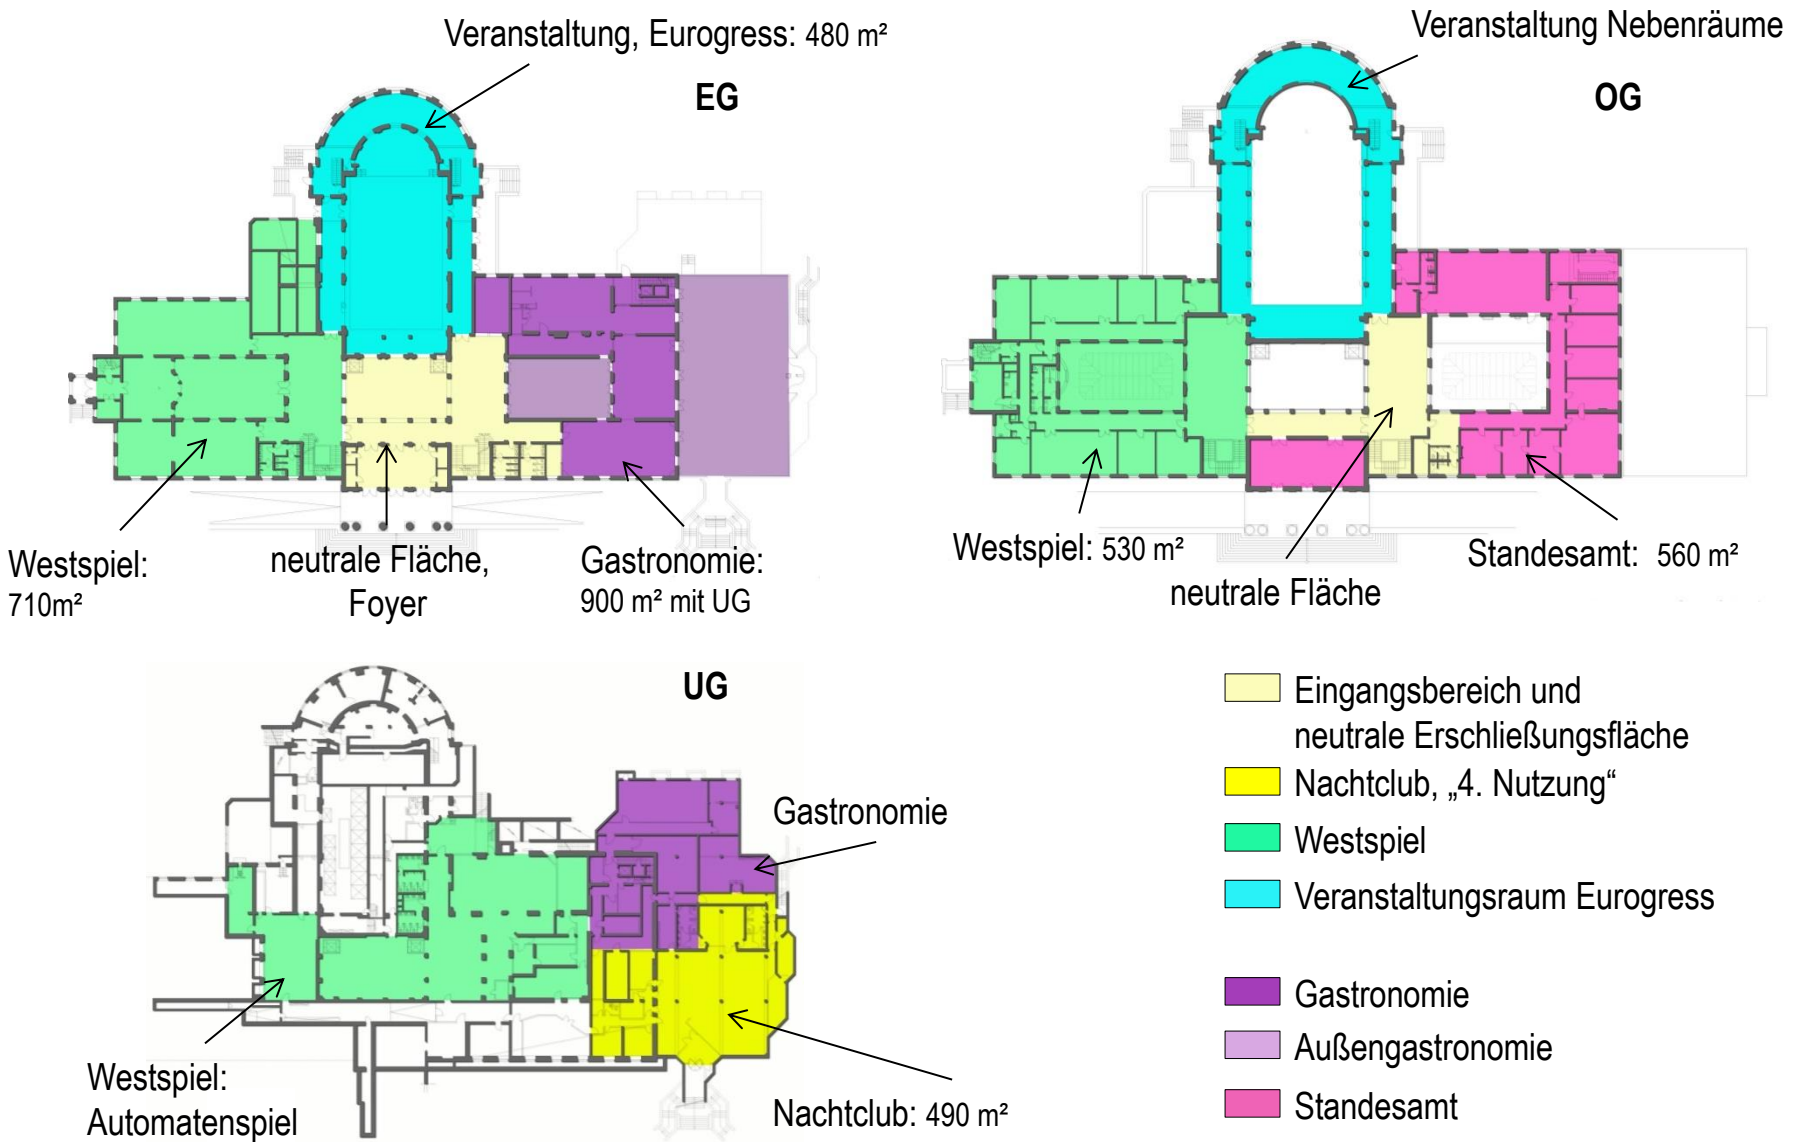 Veranstaltung, Eurogress: 480 m²
EG
Westspiel:
710m²
neutrale Fläche,
Foyer
Gastronomie:
900 m² mit UG
Veranstaltung Nebenräume
OG
Westspiel: 530 m²
neutrale Fläche
Standesamt: 560 m²
UG
Gastronomie
Westspiel:
Automatenspiel
Nachtclub: 490 m²
Eingangsbereich und
neutrale Erschließungsfläche
Nachtclub, „4. Nutzung“
Westspiel
Veranstaltungsraum Eurogress
Gastronomie
Außengastronomie
Standesamt